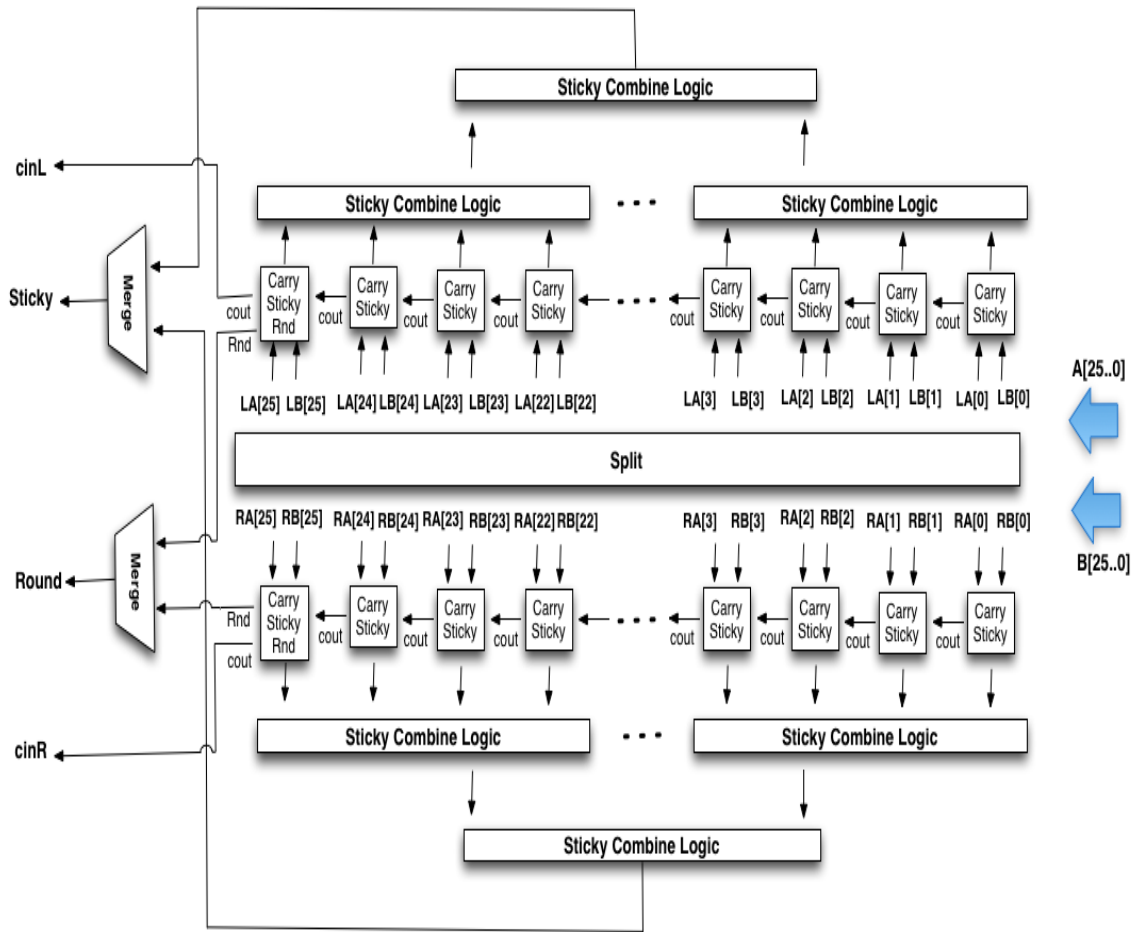 Sticky Combine Logic
cinL
Sticky Combine Logic
Sticky Combine Logic
Sticky
Merge
Carry
Sticky
Rnd
Carry
Sticky
Carry
Sticky
Carry
Sticky
Carry
Sticky
Carry
Sticky
Carry
Sticky
Carry
Sticky
cout
cout
cout
cout
cout
cout
cout
cout
Rnd
LA[25] LB[25] LA[24] LB[24] LA[23] LB[23] LA[22] LB[22] LA[3] LB[3] LA[2] LB[2] LA[1] LB[1] LA[0] LB[0]
A[25..0]
Split
B[25..0]
RA[25] RB[25] RA[24] RB[24] RA[23] RB[23] RA[22] RB[22] RA[3] RB[3] RA[2] RB[2] RA[1] RB[1] RA[0] RB[0]
Round
Merge
Rnd
cout
Carry
Sticky
Rnd
Carry
Sticky
Carry
Sticky
Carry
Sticky
Carry
Sticky
Carry
Sticky
Carry
Sticky
Carry
Sticky
cout
cout
cout
cout
cout
cout
cout
cinR
Sticky Combine Logic
Sticky Combine Logic
Sticky Combine Logic